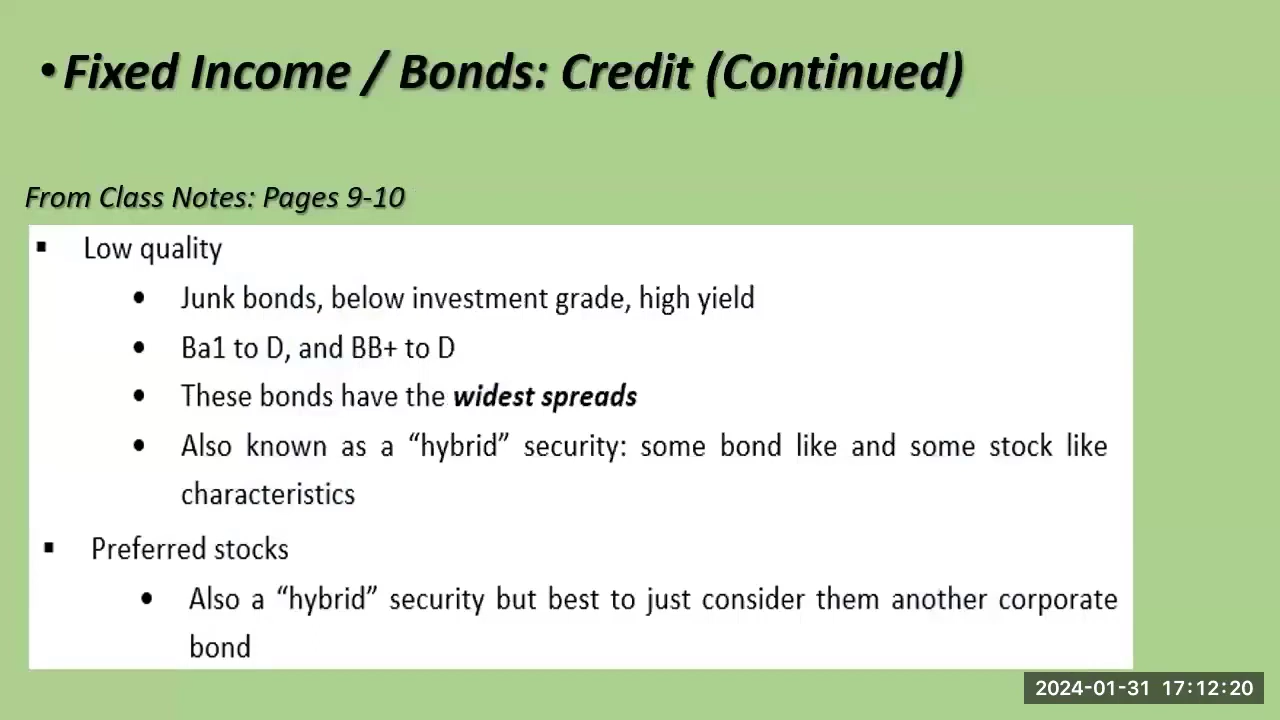 •Fixed Income / Bonds: Credit (Continued)
From Class Notes: Pages 9-10
▪ Low quality
• Junk bonds, below investment grade, high yield
• Ba1 to D, and BB+ to D
• These bonds have the widest spreads
• Also known as a “hybrid” security: some bond like and some stock like
characteristics
▪ Preferred stocks
• Also a “hybrid” security but best to just consider them another corporate
bond
2024-01-31 17:12:20